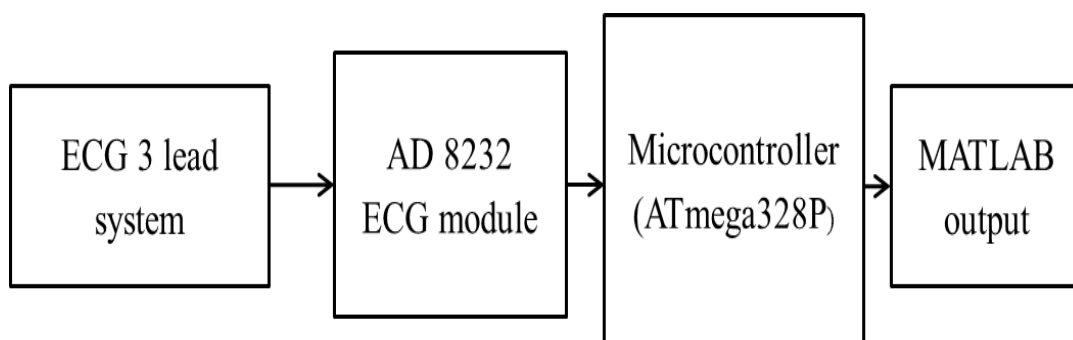 ECG 3 lead
system
AD 8232
ECG module
Microcontroller
(ATmega328P)
MATLAB
output